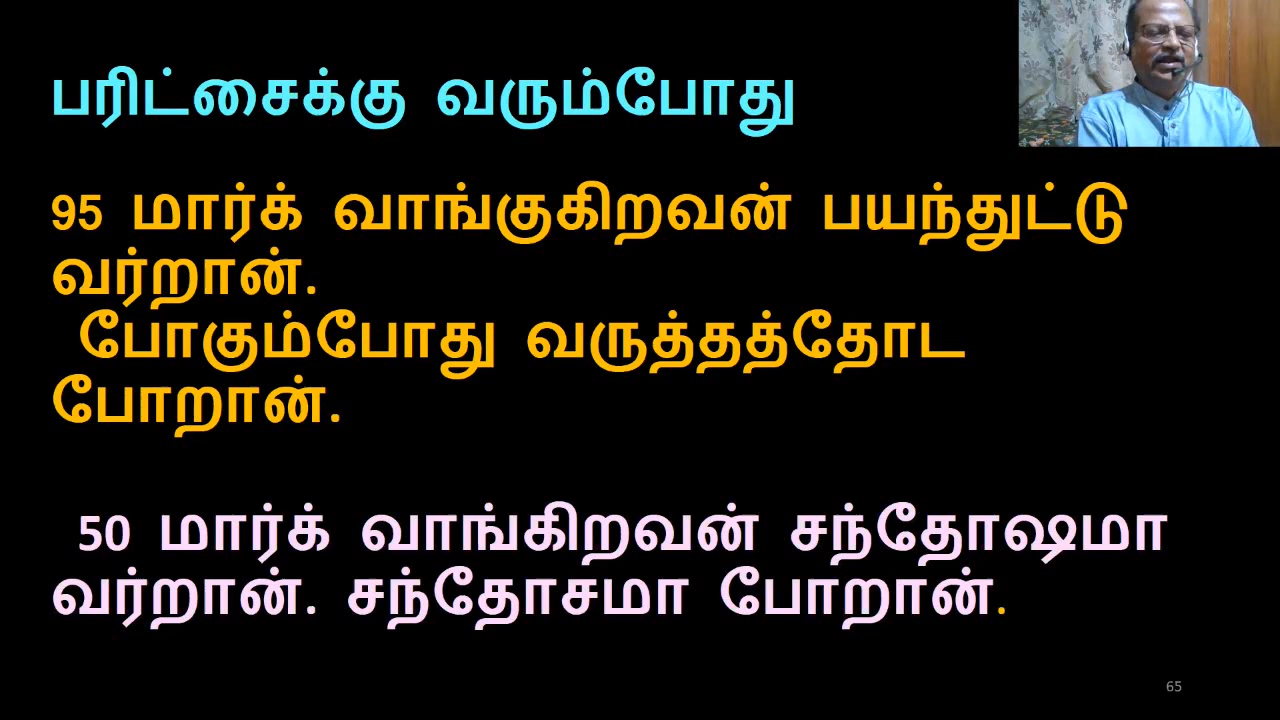 பரிட்சைக்கு வரும்போது
95 மார்க் வாங்குகிறவன் பயந்துட்டு
வர்றான்.
போகும்போது வருத்தத்தோட
போறான்.
50 மார்க் வாங்கிறவன் சந்தோஷமா
வர்றான். சந்தோசமா போறான்.
65